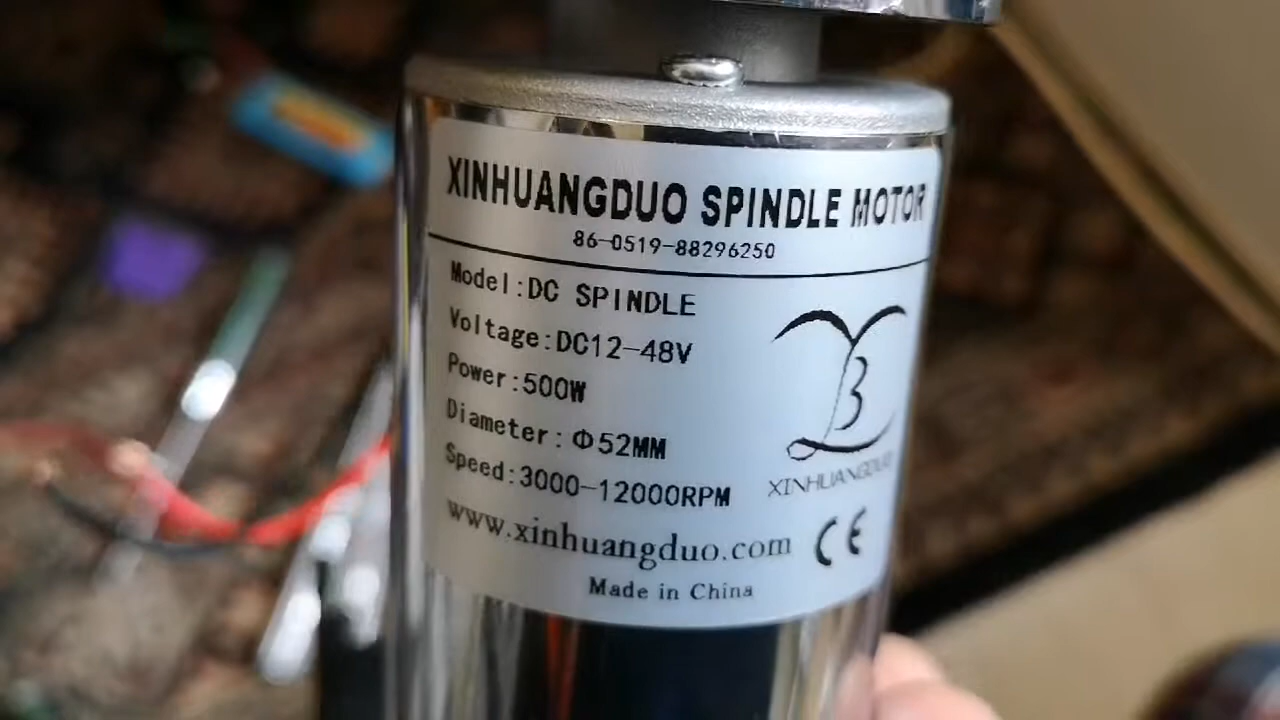 XINHUANGDUO SPINDLE MOTOR
86-0519-88296250
Model:DC SPINDLE
Voltage:DC12-48V
Power:500W
Diameter:Φ52MM
Speed:3000-12000RPM
XINHUANGDUO
www.xinhuangduo.com CE
Made in China